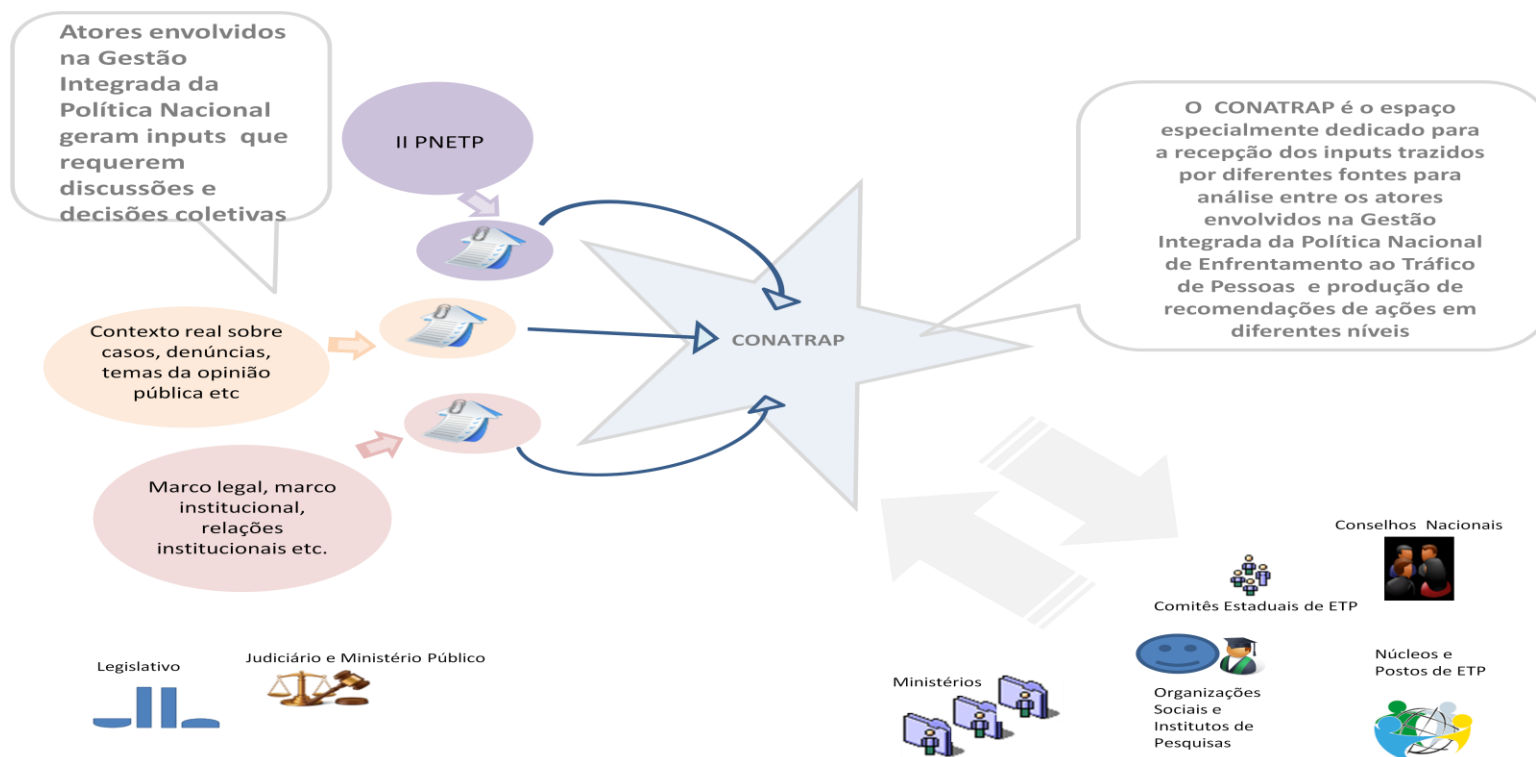 Atores envolvidos
na Gestão
Integrada da
Política Nacional
geram inputs que
requerem
discussões e
decisões coletivas
II PNETP
O CONATRAP é o espaço
especialmente dedicado para
a recepção dos inputs trazidos
por diferentes fontes para
análise entre os atores
envolvidos na Gestão
Integrada da Política Nacional
de Enfrentamento ao Tráfico
de Pessoas e produção de
recomendações de ações em
diferentes níveis
Contexto real sobre
casos, denúncias,
temas da opinião
pública etc
CONATRAP
Marco legal, marco
institucional,
relações
institucionais etc.
Conselhos Nacionais
Comitês Estaduais de ETP
Legislativo
Judiciário e Ministério Público
Ministérios
Organizações
Sociais e
Institutos de
Pesquisas
Núcleos e
Postos de ETP